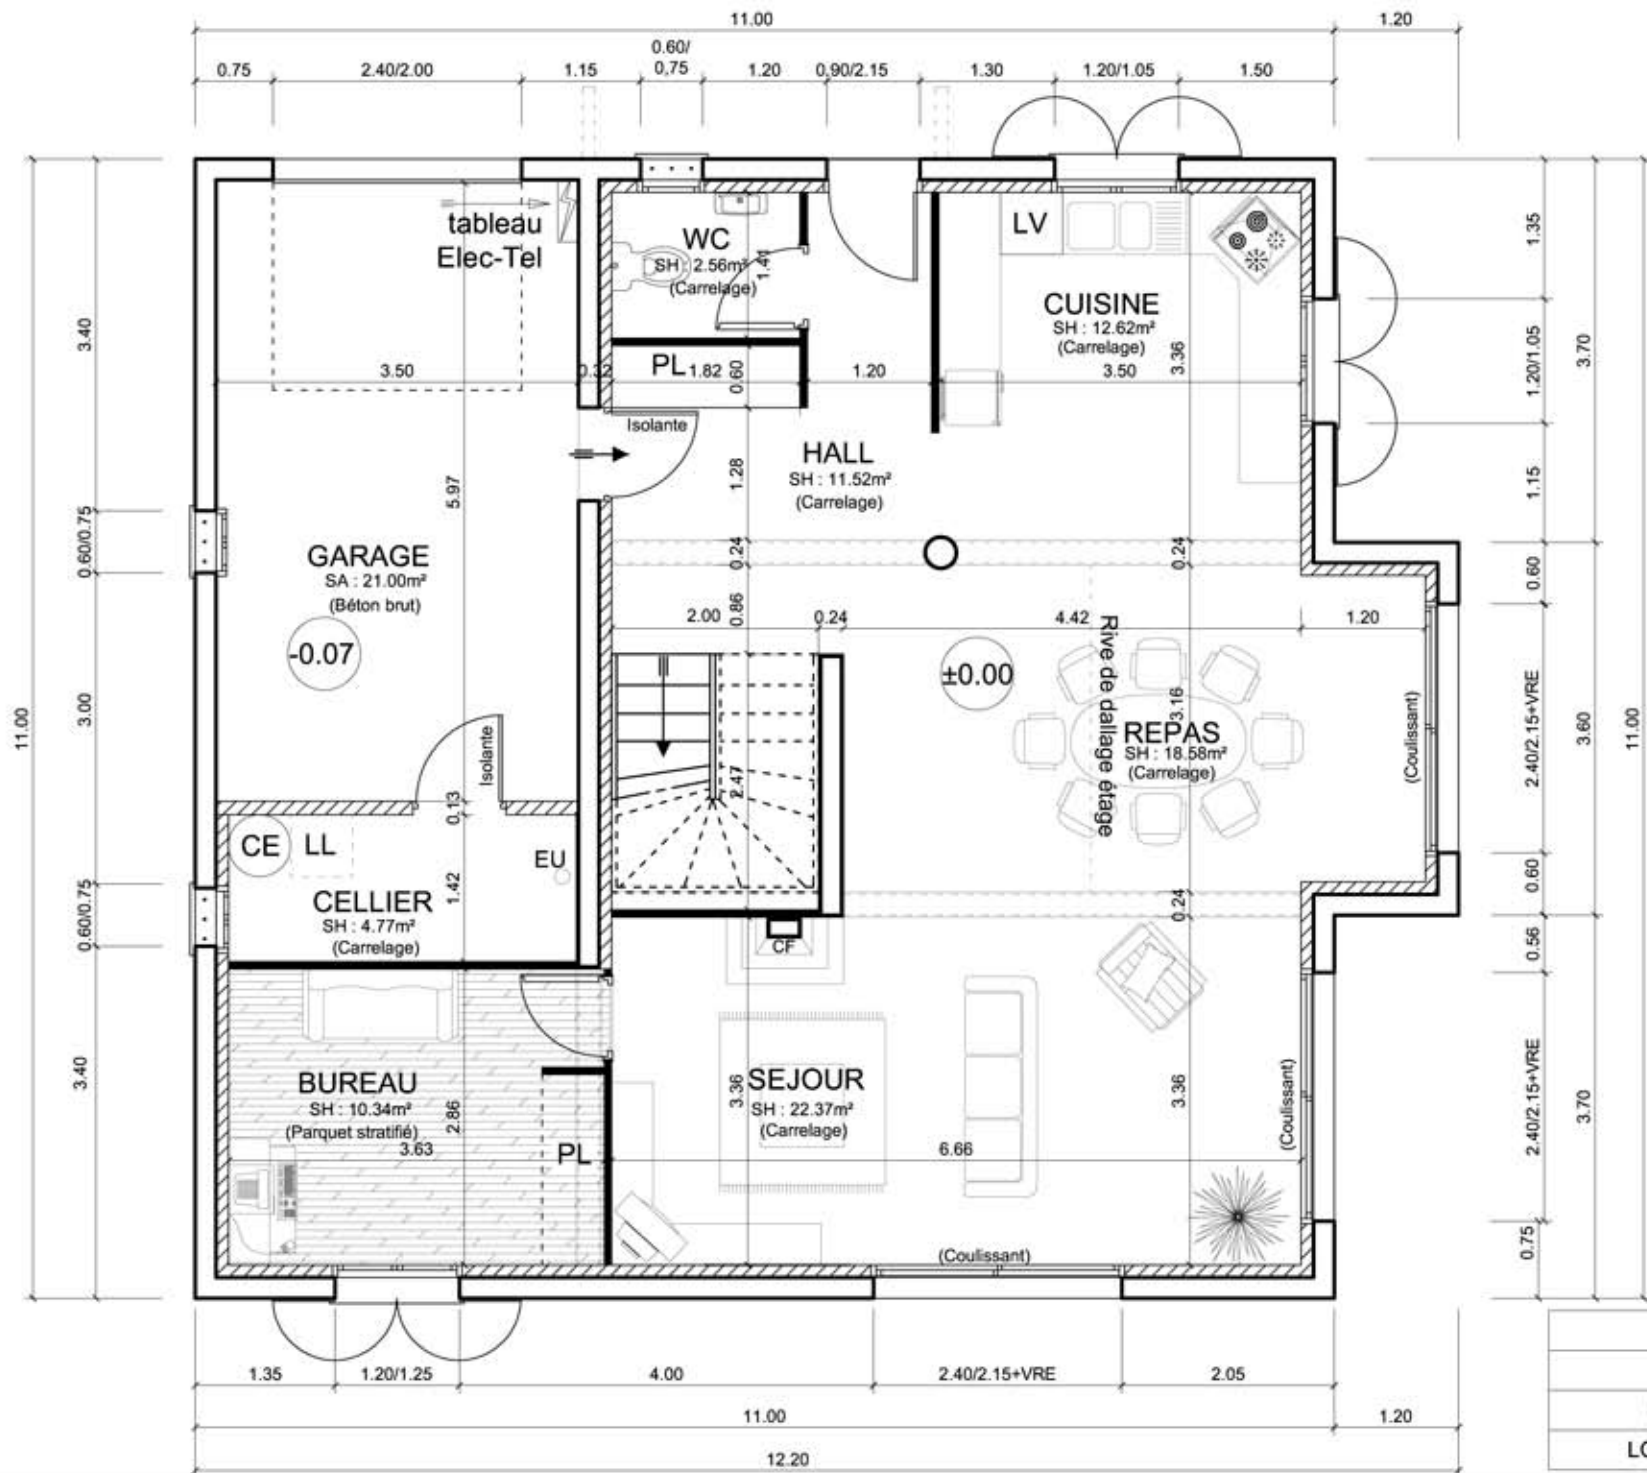 11.00
1.20
0.75
2.40/2.00
1.15
0.60/
0,75
1.20
0.90/2.15
1.30
1.20/1.05
1.50
tableau
Elec-Tel
WC
SH : 2.56m²
(Carrelage)
1.41
LV
CUISINE
SH : 12.62m²
(Carrelage)
3.36
3.50
0.32
PL
1.82
0.60
1.20
3.50
Isolante
HALL
SH : 11.52m²
(Carrelage)
1.28
5.97
GARAGE
SA : 21.00m²
(Béton brut)
-0.07
0.24
0.24
0.86
2.00
0.24
4.42
1.20
±0.00
Rive de dallage étage
3.16
REPAS
SH : 18.58m²
(Carrelage)
(Coulissant)
2.47
Isolante
0.13
CE
LL
EU
1.42
CELLIER
SH : 4.77m²
(Carrelage)
0.24
CF
BUREAU
SH : 10.34m²
(Parquet stratifié)
3.63
2.86
PL
3.36
SEJOUR
SH : 22.37m²
(Carrelage)
6.66
3.36
(Coulissant)
(Coulissant)
11.00
3.40
0.60/0.75
3.00
0.60/0.75
3.40
1.35
1.20/1.05
1.15
0.60
2.40/2.15+VRE
0.60
0.56
2.40/2.15+VRE
0.75
3.70
3.60
3.70
11.00
1.35
1.20/1.25
4.00
2.40/2.15+VRE
2.05
11.00
1.20
12.20